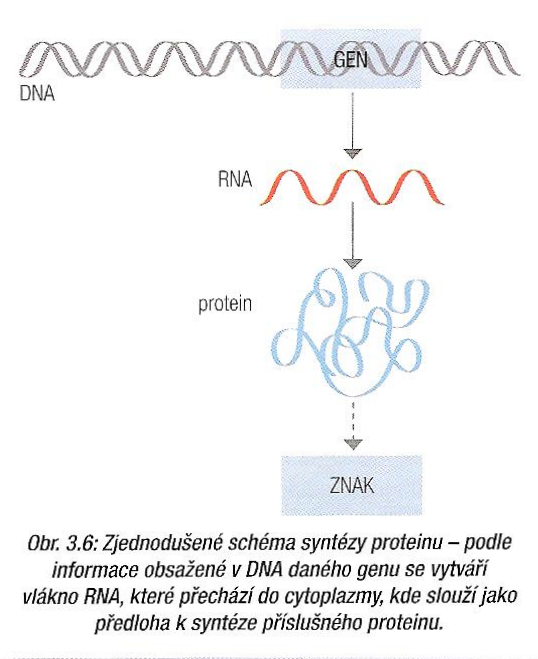 GEN
DNA
RNA
protein
ZNAK
Obr. 3.6: Zjednodušené schéma syntézy proteinu – podle
informace obsažené v DNA daného genu se vytváří
vlákno RNA, které přechází do cytoplazmy, kde slouží jako
předloha k syntéze příslušného proteinu.